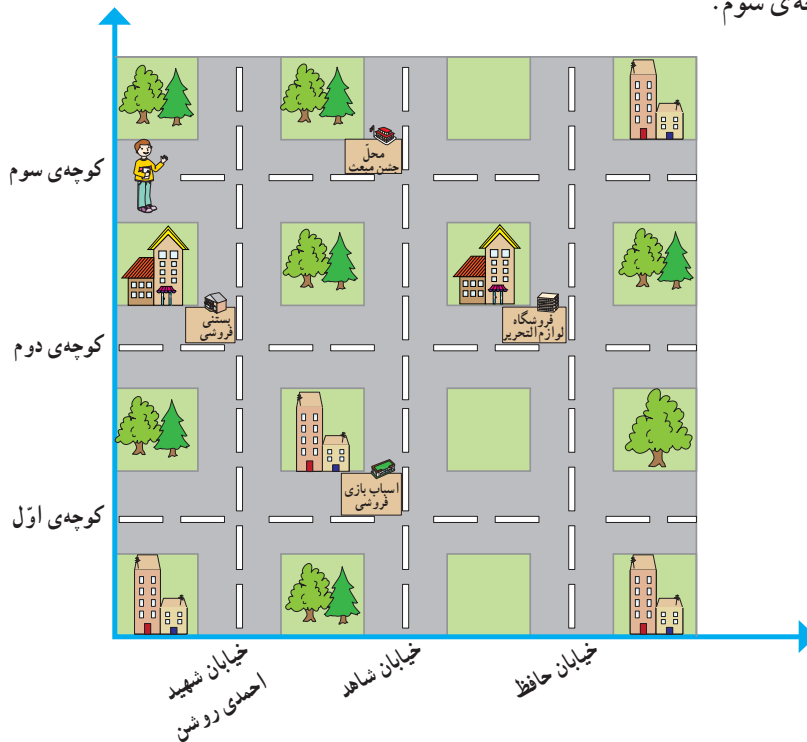 ‌ه‌ی سوم.
کوچه‌ی سوم
محلّ
جشن مبعث
بستنی
فروشی
فروشگاه
لوازم التحریر
کوچه‌ی دوم
اسباب بازی
فروشی
کوچه‌ی اوّل
خیابان شهید
احمدی روشن
خیابان شاهد
خیابان حافظ